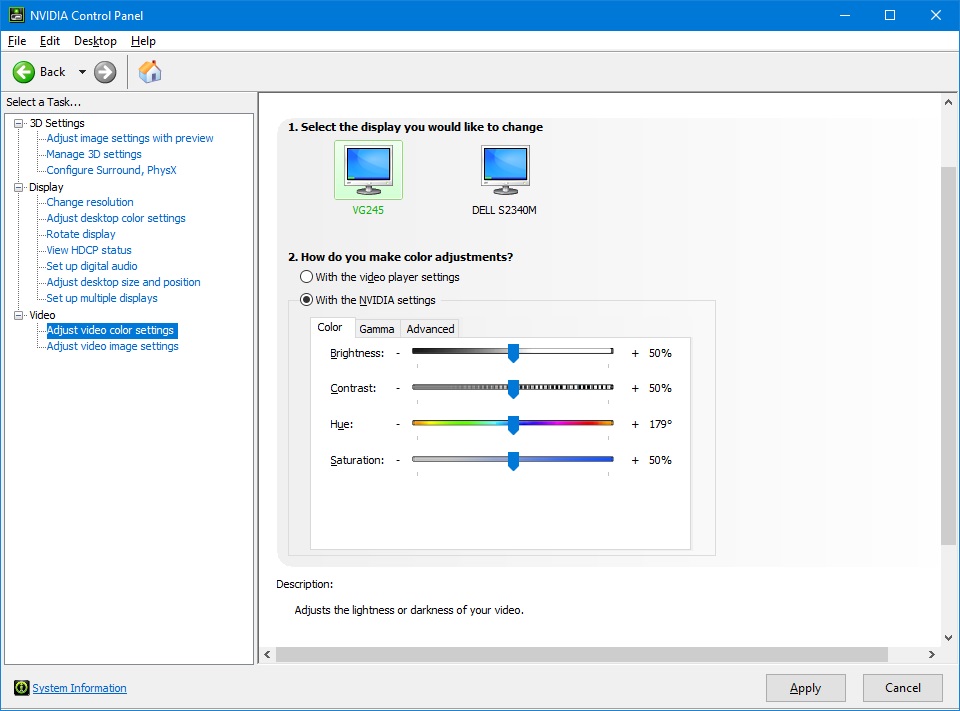 NVIDIA Control Panel
File Edit Desktop Help
Back
Select a Task...
3D Settings
Adjust image settings with preview
Manage 3D settings
Configure Surround, PhysX
Display
Change resolution
Adjust desktop color settings
Rotate display
View HDCP status
Set up digital audio
Adjust desktop size and position
Set up multiple displays
Video
Adjust video color settings
Adjust video image settings
1. Select the display you would like to change
VG245 DELL S2340M
2. How do you make color adjustments?
With the video player settings
With the NVIDIA settings
Color Gamma Advanced
Brightness: - + 50%
Contrast: - + 50%
Hue: - + 179°
Saturation: - + 50%
Description:
Adjusts the lightness or darkness of your video.
System Information
Apply Cancel